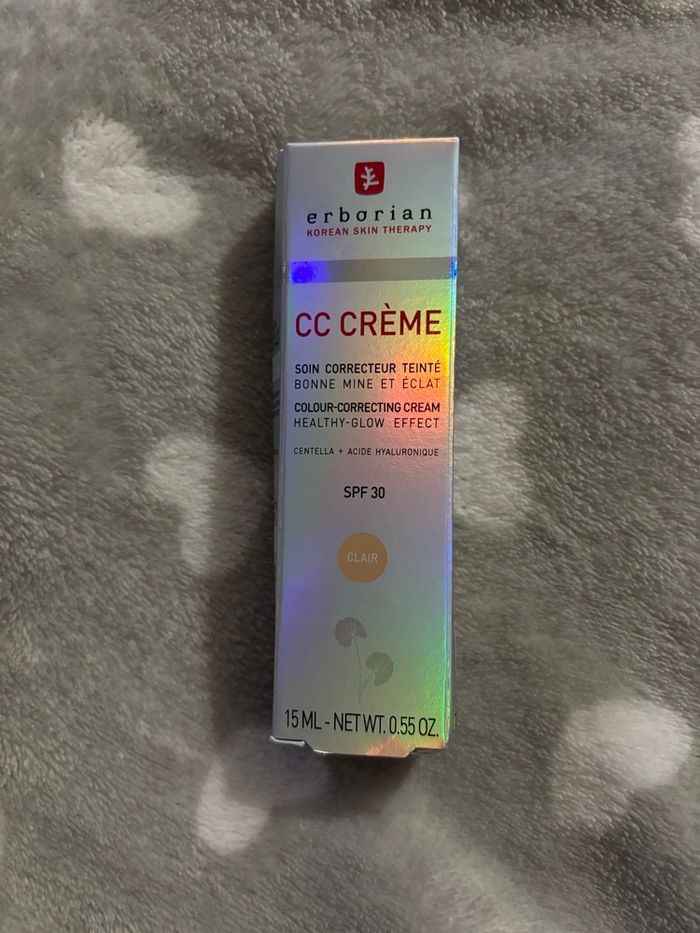 erborian
KOREAN SKIN THERAPY
CC CRÈME
SOIN CORRECTEUR TEINTÉ
BONNE MINE ET ÉCLAT
COLOUR-CORRECTING CREAM
HEALTHY-GLOW EFFECT
CENTELLA + ACIDE HYALURONIQUE
SPF 30
CLAIR
15 ML - NET WT. 0.55 OZ.